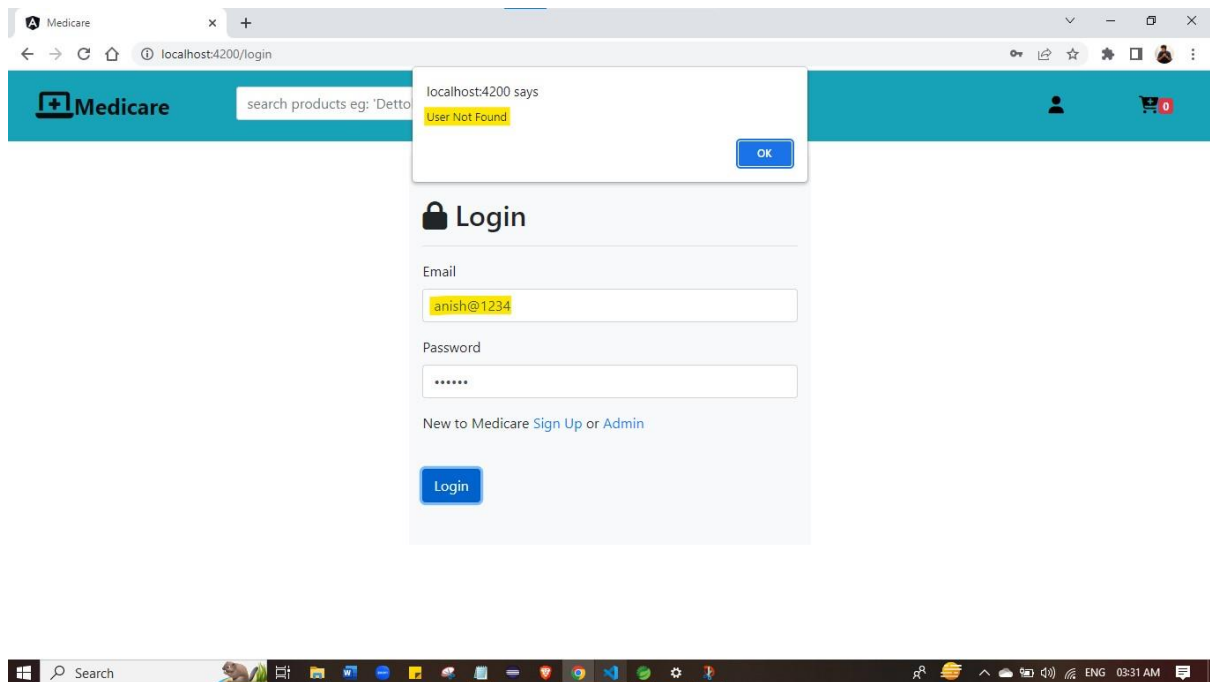 Medicare
localhost:4200/login
Medicare
search products eg: 'Detto
0
localhost:4200 says
User Not Found
OK
Login
Email
anish@1234
Password
••••••
New to Medicare Sign Up or Admin
Login
Search
ENG 03:31 AM